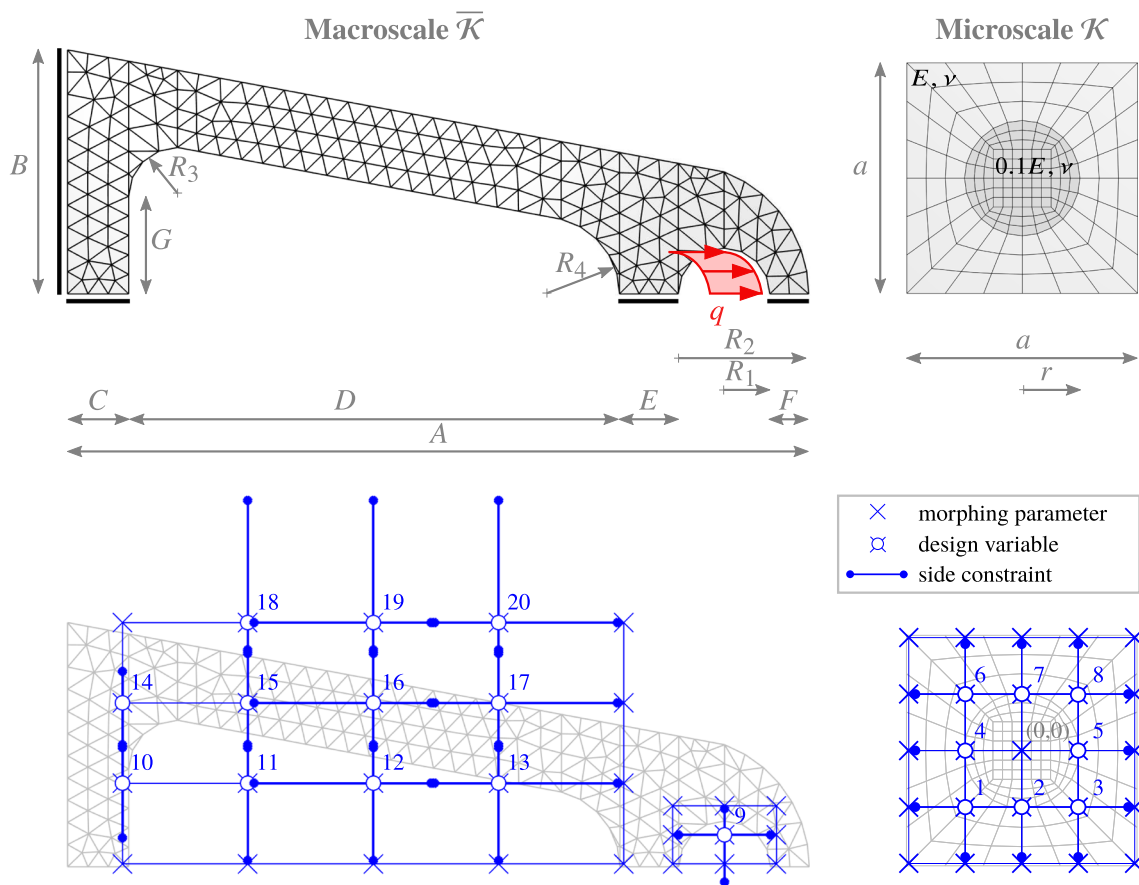 Macroscale K̅
Microscale K
B
R3
G
R4
q
a
E, ν
0.1E, ν
R2
R1
a
r
C
D
E
F
A
morphing parameter
design variable
side constraint
18
19
20
14
15
16
17
10
11
12
13
9
6
7
8
4
(0,0)
5
1
2
3